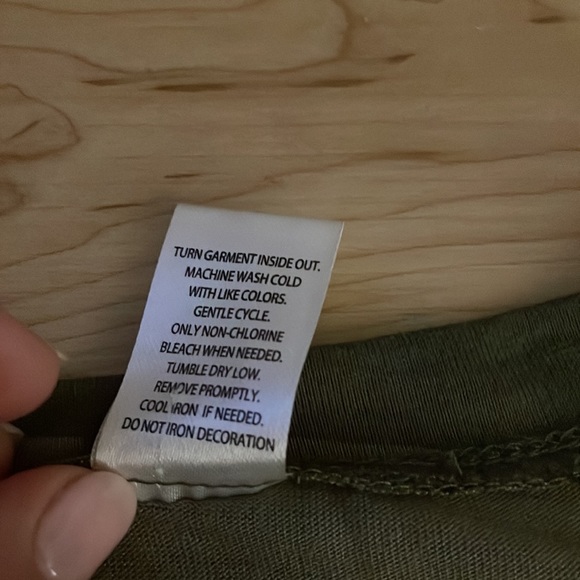 TURN GARMENT INSIDE OUT.
MACHINE WASH COLD
WITH LIKE COLORS.
GENTLE CYCLE.
ONLY NON-CHLORINE
BLEACH WHEN NEEDED.
TUMBLE DRY LOW.
REMOVE PROMPTLY.
COOL IRON IF NEEDED.
DO NOT IRON DECORATION